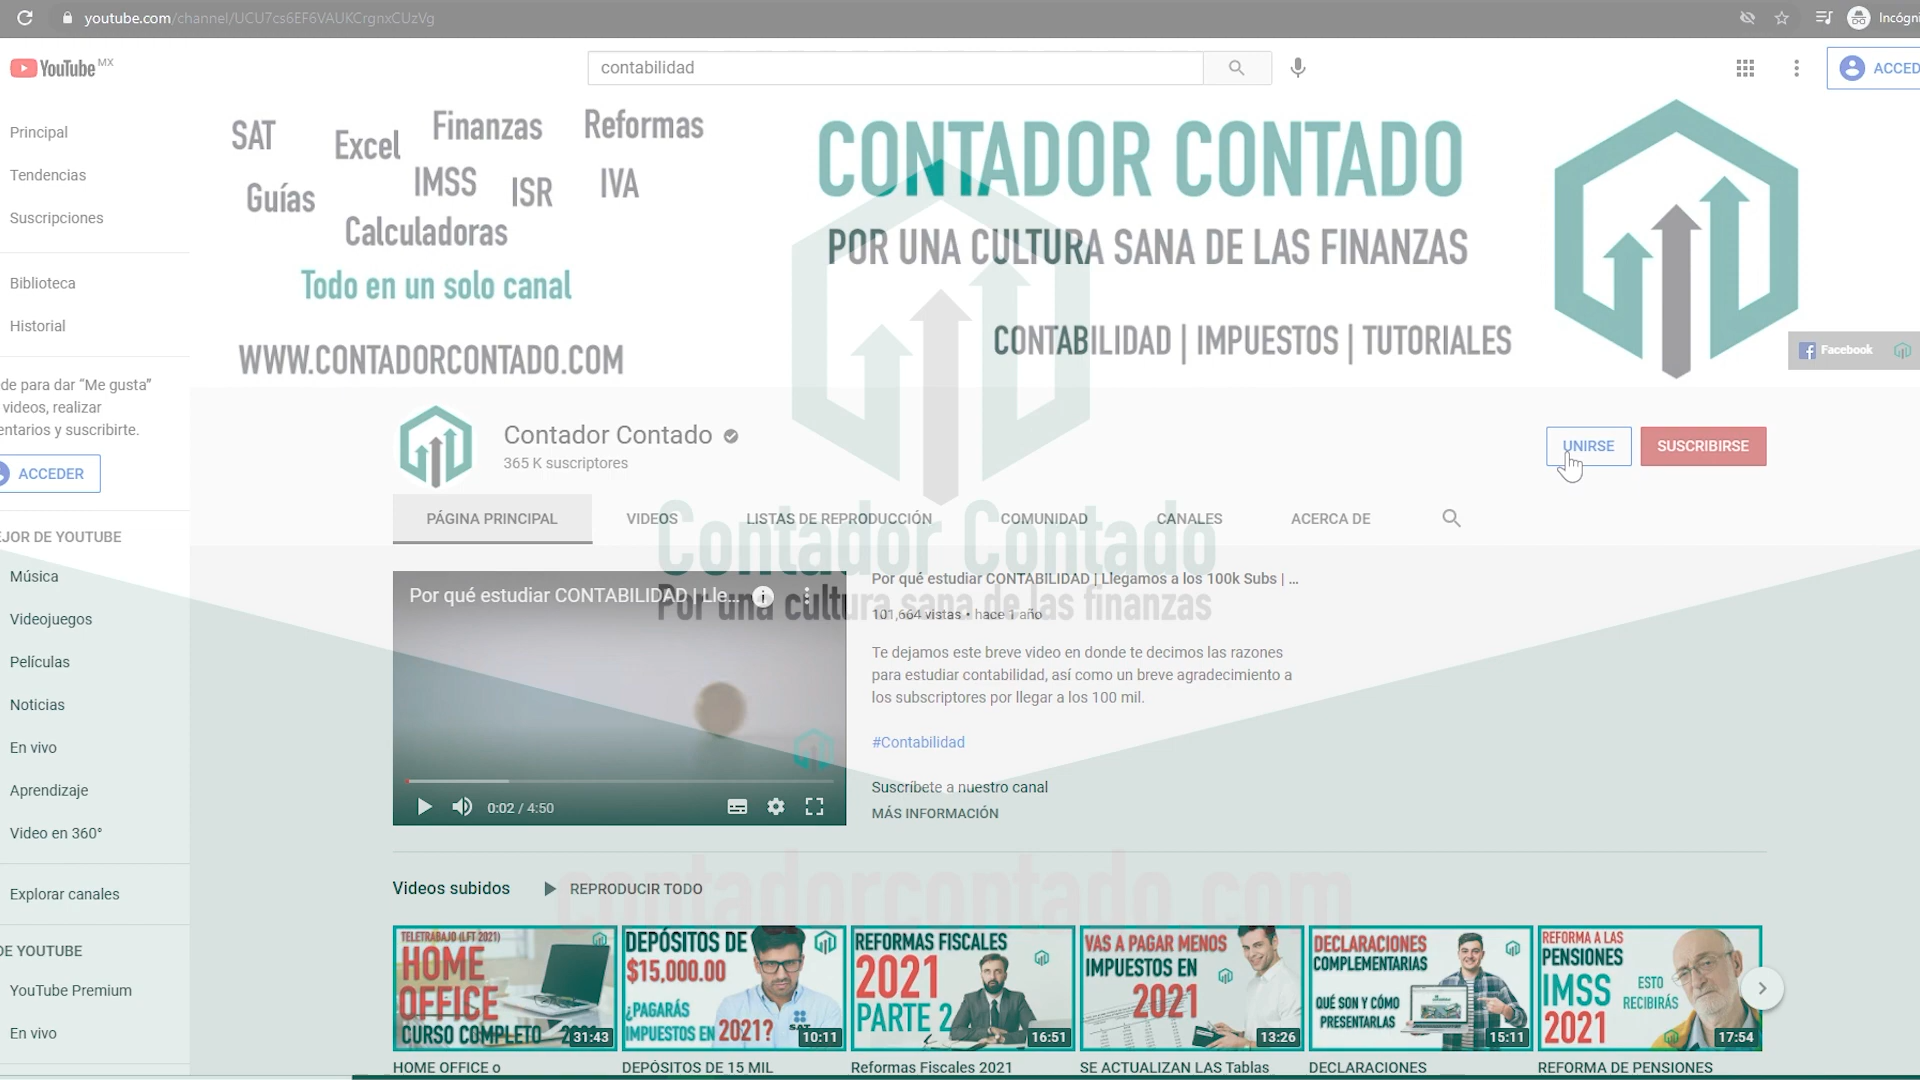 youtube.com/channel/UCU7cs6EF6VAUKCrgnxCUzVg
Incógni
YouTube MX
contabilidad
ACCED
Principal
Tendencias
Suscripciones
Biblioteca
Historial
de para dar “Me gusta”
videos, realizar
entarios y suscribirte.
ACCEDER
EJOR DE YOUTUBE
Música
Videojuegos
Películas
Noticias
En vivo
Aprendizaje
Video en 360°
Explorar canales
DE YOUTUBE
YouTube Premium
En vivo
SAT
Excel
Finanzas
Reformas
Guías
IMSS
ISR
IVA
Calculadoras
Todo en un solo canal
WWW.CONTADORCONTADO.COM
CONTADOR CONTADO
POR UNA CULTURA SANA DE LAS FINANZAS
CONTABILIDAD | IMPUESTOS | TUTORIALES
Facebook
Contador Contado
365 K suscriptores
UNIRSE
SUSCRIBIRSE
PÁGINA PRINCIPAL
VIDEOS
LISTAS DE REPRODUCCIÓN
COMUNIDAD
CANALES
ACERCA DE
Contador Contado
Por una cultura sana de las finanzas
Por qué estudiar CONTABILIDAD | Lle...
0:02 / 4:50
Por qué estudiar CONTABILIDAD | Llegamos a los 100k Subs | ...
101,664 vistas • hace 1 año
Te dejamos este breve video en donde te decimos las razones
para estudiar contabilidad, así como un breve agradecimiento a
los subscriptores por llegar a los 100 mil.
#Contabilidad
Suscríbete a nuestro canal
MÁS INFORMACIÓN
contadorcontado.com
Videos subidos
REPRODUCIR TODO
TELETRABAJO (LFT 2021)
HOME
OFFICE
CURSO COMPLETO
31:43
HOME OFFICE o
DEPÓSITOS DE
$15,000.00
¿PAGARÁS
IMPUESTOS EN 2021?
SAT
10:11
DEPÓSITOS DE 15 MIL
REFORMAS FISCALES
2021
PARTE 2
16:51
Reformas Fiscales 2021
VAS A PAGAR MENOS
IMPUESTOS EN
2021
13:26
SE ACTUALIZAN LAS Tablas
DECLARACIONES
COMPLEMENTARIAS
QUÉ SON Y CÓMO
PRESENTARLAS
15:11
DECLARACIONES
REFORMA A LAS
PENSIONES
IMSS
2021
ESTO
RECIBIRÁS
17:54
REFORMA DE PENSIONES